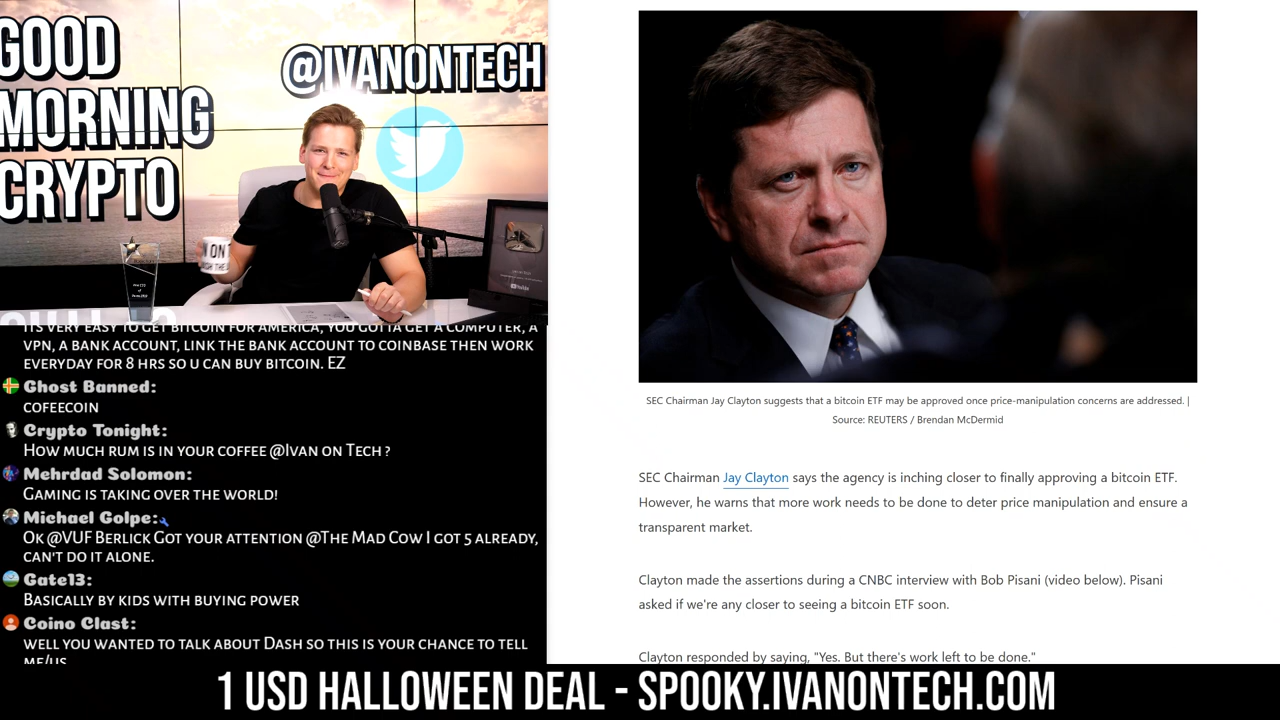 GOOD
MORNING
CRYPTO
@IVANONTECH
ITS VERY EASY TO GET BITCOIN FOR AMERICA, YOU GOTTA GET A COMPUTER, A
VPN, A BANK ACCOUNT, LINK THE BANK ACCOUNT TO COINBASE THEN WORK
EVERYDAY FOR 8 HRS SO U CAN BUY BITCOIN. EZ
Ghost Banned:
COFEECOIN
Crypto Tonight:
HOW MUCH RUM IS IN YOUR COFFEE @IVAN ON TECH ?
Mehrdad Solomon:
GAMING IS TAKING OVER THE WORLD!
Michael Golpe:
OK @VUF BERLICK GOT YOUR ATTENTION @THE MAD COW I GOT 5 ALREADY,
CAN'T DO IT ALONE.
Gate13:
BASICALLY BY KIDS WITH BUYING POWER
Coino Clast:
WELL YOU WANTED TO TALK ABOUT DASH SO THIS IS YOUR CHANCE TO TELL
ME/US
SEC Chairman Jay Clayton suggests that a bitcoin ETF may be approved once price-manipulation concerns are addressed. |
Source: REUTERS / Brendan McDermid
SEC Chairman Jay Clayton says the agency is inching closer to finally approving a bitcoin ETF.
However, he warns that more work needs to be done to deter price manipulation and ensure a
transparent market.
Clayton made the assertions during a CNBC interview with Bob Pisani (video below). Pisani
asked if we're any closer to seeing a bitcoin ETF soon.
Clayton responded by saying, "Yes. But there's work left to be done."
1 USD HALLOWEEN DEAL - SPOOKY.IVANONTECH.COM